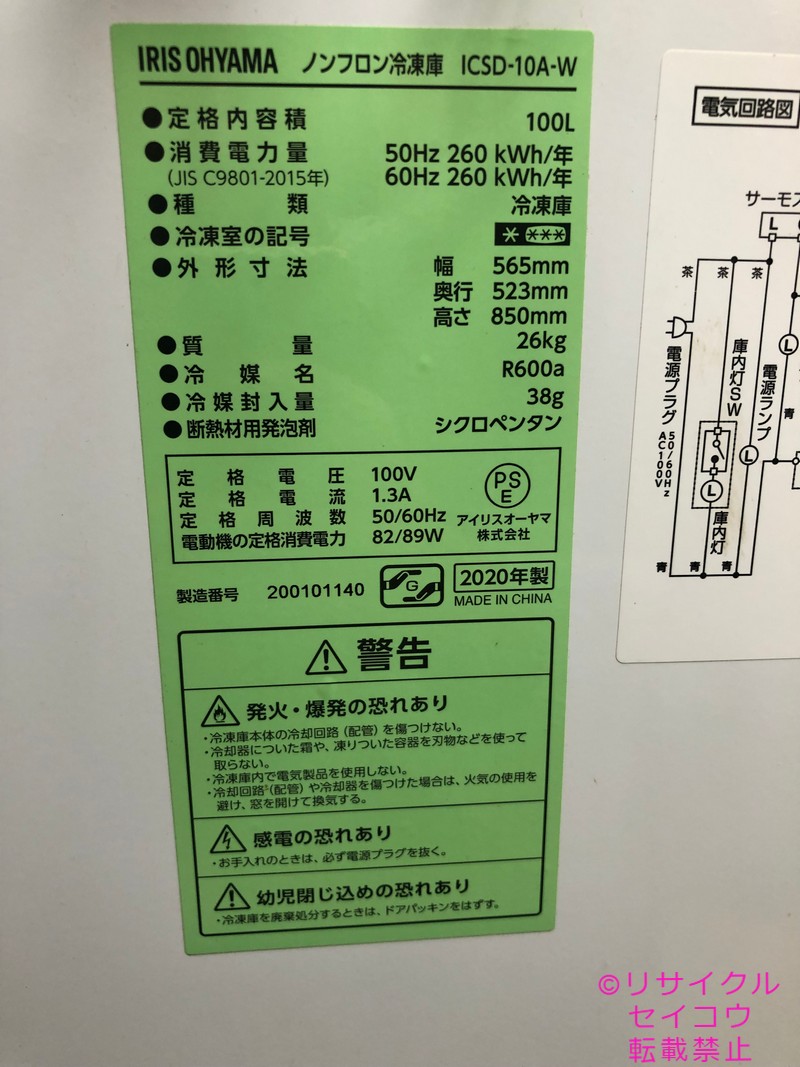 IRIS OHYAMA ノンフロン冷凍庫 ICSD-10A-W
●定格内容積 100L
●消費電力量 50Hz 260 kWh/年
(JIS C9801-2015年) 60Hz 260 kWh/年
●種類 冷凍庫
●冷凍室の記号 * ***
●外形寸法 幅 565mm
奥行 523mm
高さ 850mm
●質量 26kg
●冷媒名 R600a
●冷媒封入量 38g
●断熱材用発泡剤 シクロペンタン
定格電圧 100V
定格電流 1.3A
定格周波数 50/60Hz
電動機の定格消費電力 82/89W
PS
E
アイリスオーヤマ
株式会社
製造番号 200101140
G
2020年製
MADE IN CHINA
警告
発火・爆発の恐れあり
・冷凍庫本体の冷却回路(配管)を傷つけない。
・冷却器についた霜や、凍りついた容器を刃物などを使って
取らない。
・冷凍庫内で電気製品を使用しない。
・冷却回路(配管)や冷却器を傷つけた場合は、火気の使用を
避け、窓を開けて換気する。
感電の恐れあり
・お手入れのときは、必ず電源プラグを抜く。
幼児閉じ込めの恐れあり
・冷凍庫を廃棄処分するときは、ドアパッキンをはずす。
電気回路図
サーモス
L
茶
茶
茶
電源プラグ
50/60Hz
AC100V
庫内灯SW
電源ランプ
L
L
L
青
庫内灯
青
青
青
©リサイクル
セイコウ
転載禁止